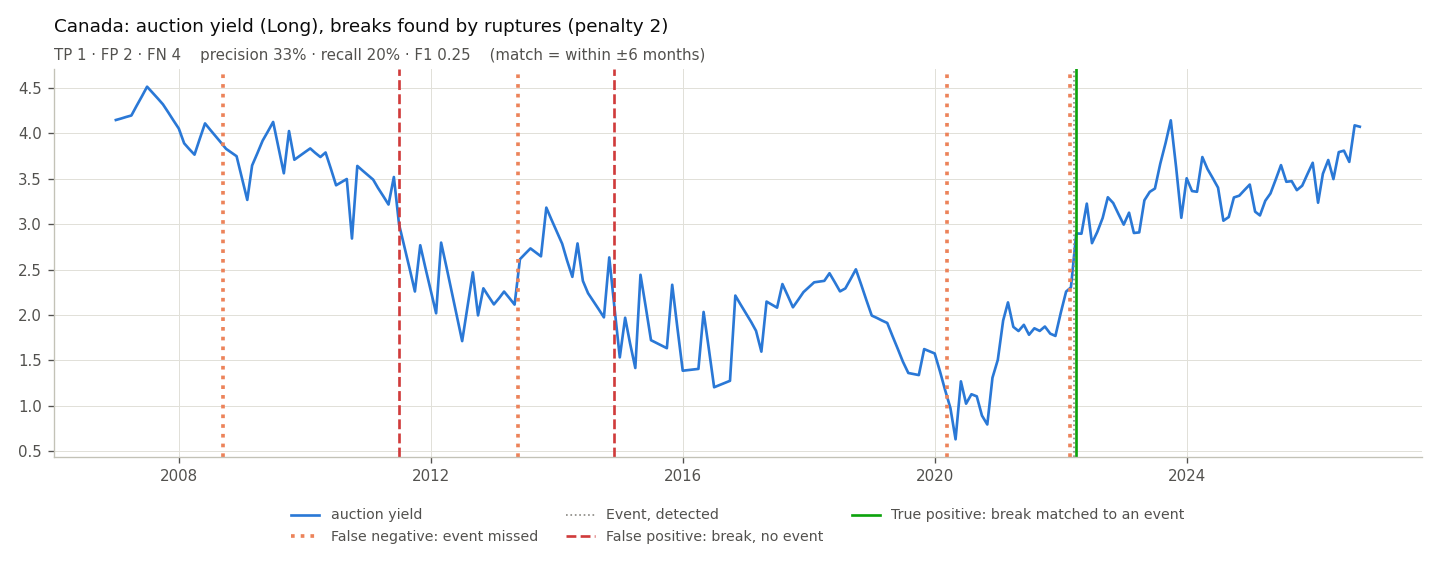 Canada: auction yield (Long), breaks found by ruptures (penalty 2)
TP 1 · FP 2 · FN 4    precision 33% · recall 20% · F1 0.25    (match = within ±6 months)
4.5
4.0
3.5
3.0
2.5
2.0
1.5
1.0
0.5
2008 2012 2016 2020 2024
auction yield Event, detected True positive: break matched to an event
False negative: event missed False positive: break, no event